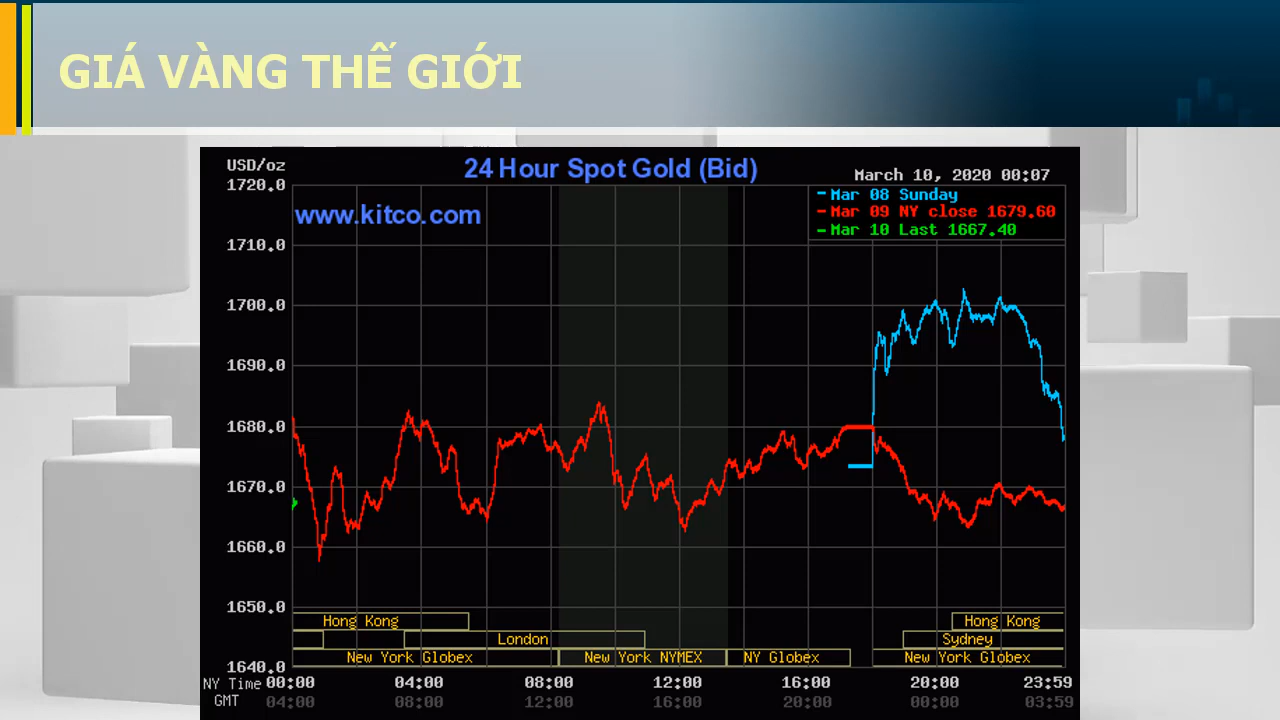 GIÁ VÀNG THẾ GIỚI
USD/oz
24 Hour Spot Gold (Bid)
March 10, 2020 00:07
www.kitco.com
Mar 08 Sunday
Mar 09 NY close 1679.60
Mar 10 Last 1667.40
1720.0
1710.0
1700.0
1690.0
1680.0
1670.0
1660.0
1650.0
1640.0
Hong Kong
Hong Kong
London
Sydney
New York Globex
New York NYMEX
NY Globex
New York Globex
NY Time 00:00 04:00 08:00 12:00 16:00 20:00 23:59
GMT 04:00 08:00 12:00 16:00 20:00 00:00 03:59